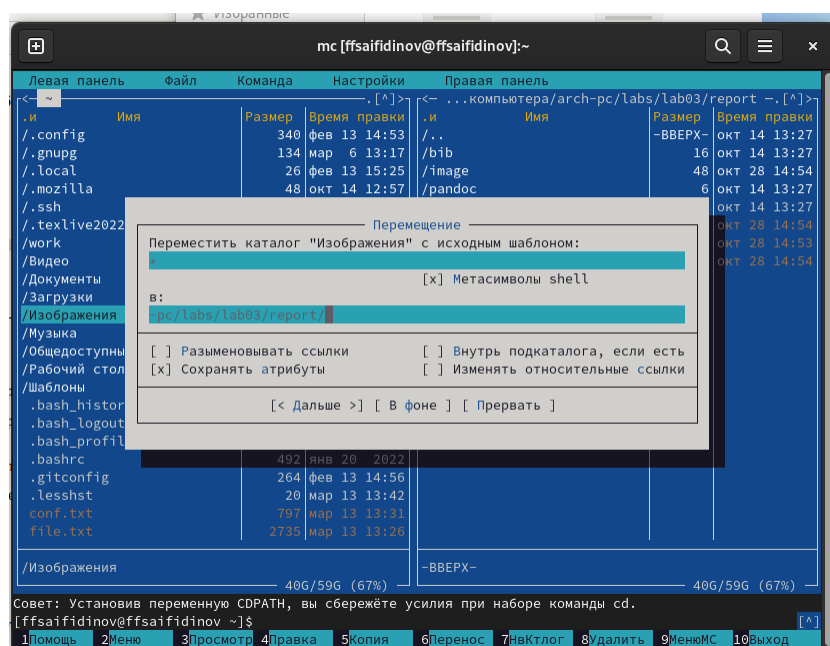 Избранные
mc [ffsaifidinov@ffsaifidinov]:~
Левая панель Файл Команда Настройки Правая панель
<— ~ .[^]>
<— ...компьютера/arch-pc/labs/lab03/report —.[^]>
.и Имя Размер Время правки .и Имя Размер Время правки
/.config 340 фев 13 14:53 /.. -ВВЕРХ- окт 14 13:27
/.gnupg 134 мар 6 13:17 /bib 16 окт 14 13:27
/.local 26 фев 13 15:25 /image 48 окт 28 14:54
/.mozilla 48 окт 14 12:57 /pandoc 6 окт 14 13:27
/.ssh окт 14 13:27
/.texlive2022 окт 28 14:54
/work окт 28 14:53
/Видео окт 28 14:54
/Документы
/Загрузки
/Изображения
/Музыка
/Общедоступны
/Рабочий стол
/Шаблоны
.bash_histor
.bash_logout
.bash_profil
.bashrc 492 янв 20 2022
.gitconfig 264 фев 13 14:56
.lesshst 20 мар 13 13:42
conf.txt 797 мар 13 13:31
file.txt 2735 мар 13 13:26
Перемещение
Переместить каталог "Изображения" с исходным шаблоном:
*
[x] Метасимволы shell
в:
-pc/labs/lab03/report/
[ ] Разыменовывать ссылки [ ] Внутрь подкаталога, если есть
[x] Сохранять атрибуты [ ] Изменять относительные ссылки
[< Дальше >] [ В фоне ] [ Прервать ]
/Изображения -ВВЕРХ-
40G/59G (67%) 40G/59G (67%)
Совет: Установив переменную CDPATH, вы сбережёте усилия при наборе команды cd.
[ffsaifidinov@ffsaifidinov ~]$ [^]
1Помощь 2Меню 3Просмотр 4Правка 5Копия 6Перенос 7НвКтлог 8Удалить 9МенюМС 10Выход